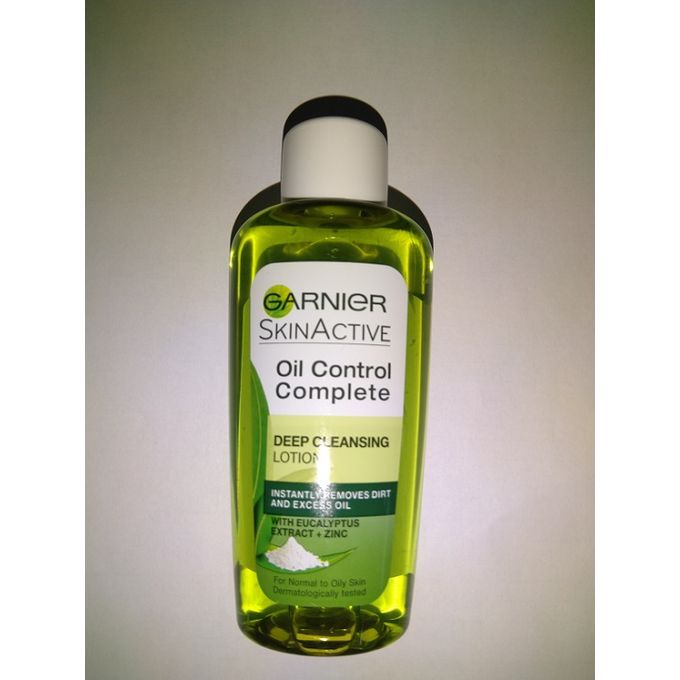 GARNIER
SKINACTIVE
Oil Control
Complete
DEEP CLEANSING
LOTION
INSTANTLY REMOVES DIRT
AND EXCESS OIL
WITH EUCALYPTUS
EXTRACT + ZINC
For Normal to Oily Skin
Dermatologically tested